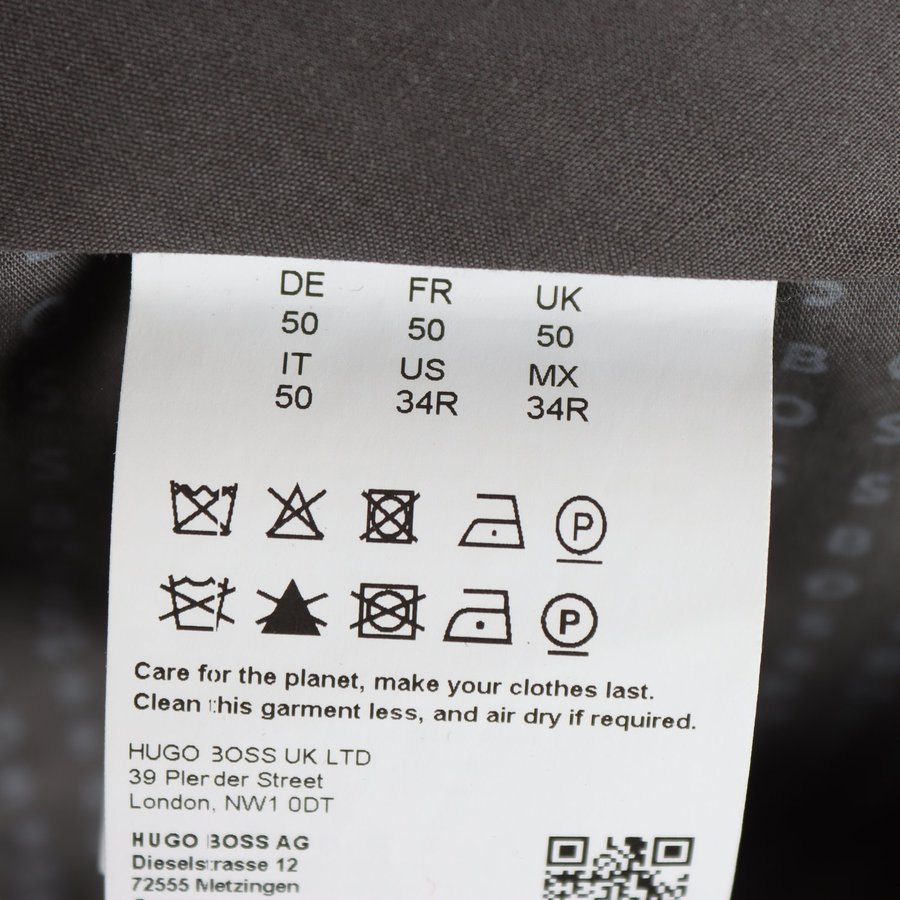 DE FR UK
50 50 50
IT US MX
50 34R 34R
P
P
Care for the planet, make your clothes last.
Clean this garment less, and air dry if required.
HUGO BOSS UK LTD
39 Plender Street
London, NW1 0DT
HUGO BOSS AG
Dieselstrasse 12
72555 Metzingen